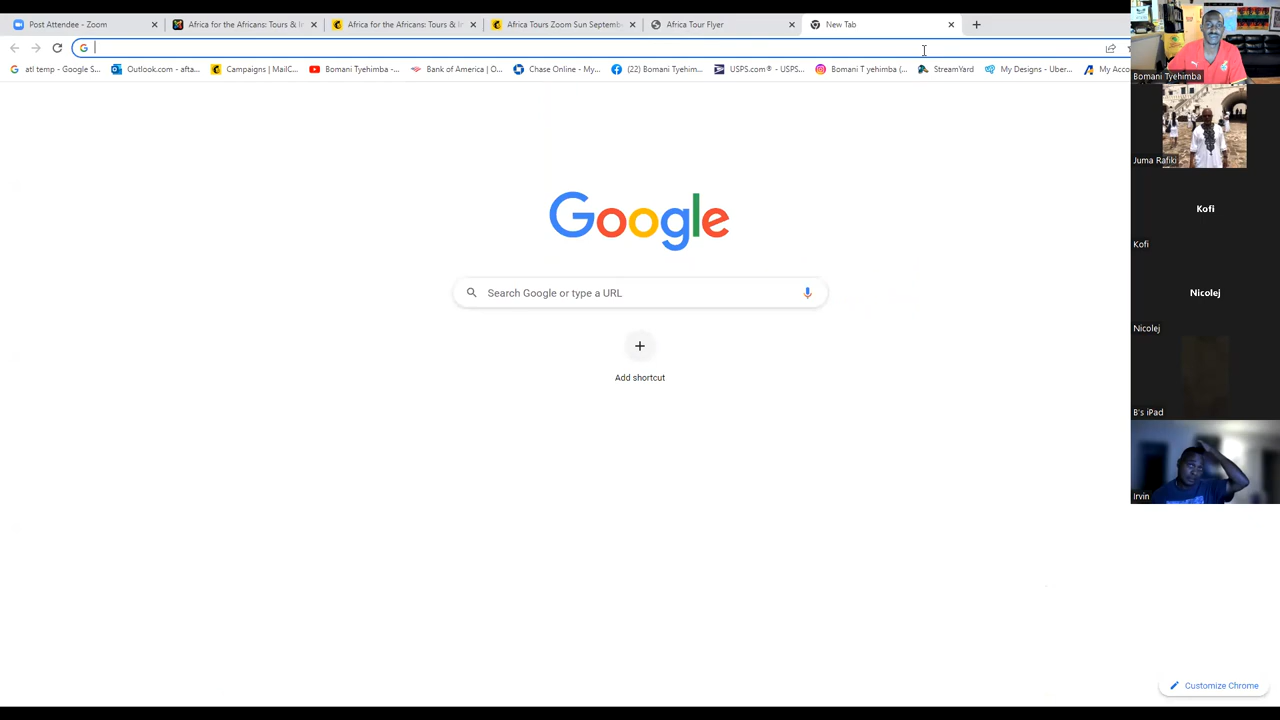 Post Attendee - Zoom
Africa for the Africans: Tours & In
Africa for the Africans: Tours & In
Africa Tours Zoom Sun Septemb
Africa Tour Flyer
New Tab
atl temp - Google S...
Outlook.com - afta...
Campaigns | MailC...
Bomani Tyehimba -...
Bank of America | O...
Chase Online - My...
(22) Bomani Tyehim...
USPS.com® - USPS...
Bomani T yehimba (...
StreamYard
My Designs - Uber...
My Acco
Bomani Tyehimba
Juma Rafiki
Kofi
Kofi
Google
Search Google or type a URL
Nicolej
Nicolej
Add shortcut
B's iPad
Irvin
Customize Chrome